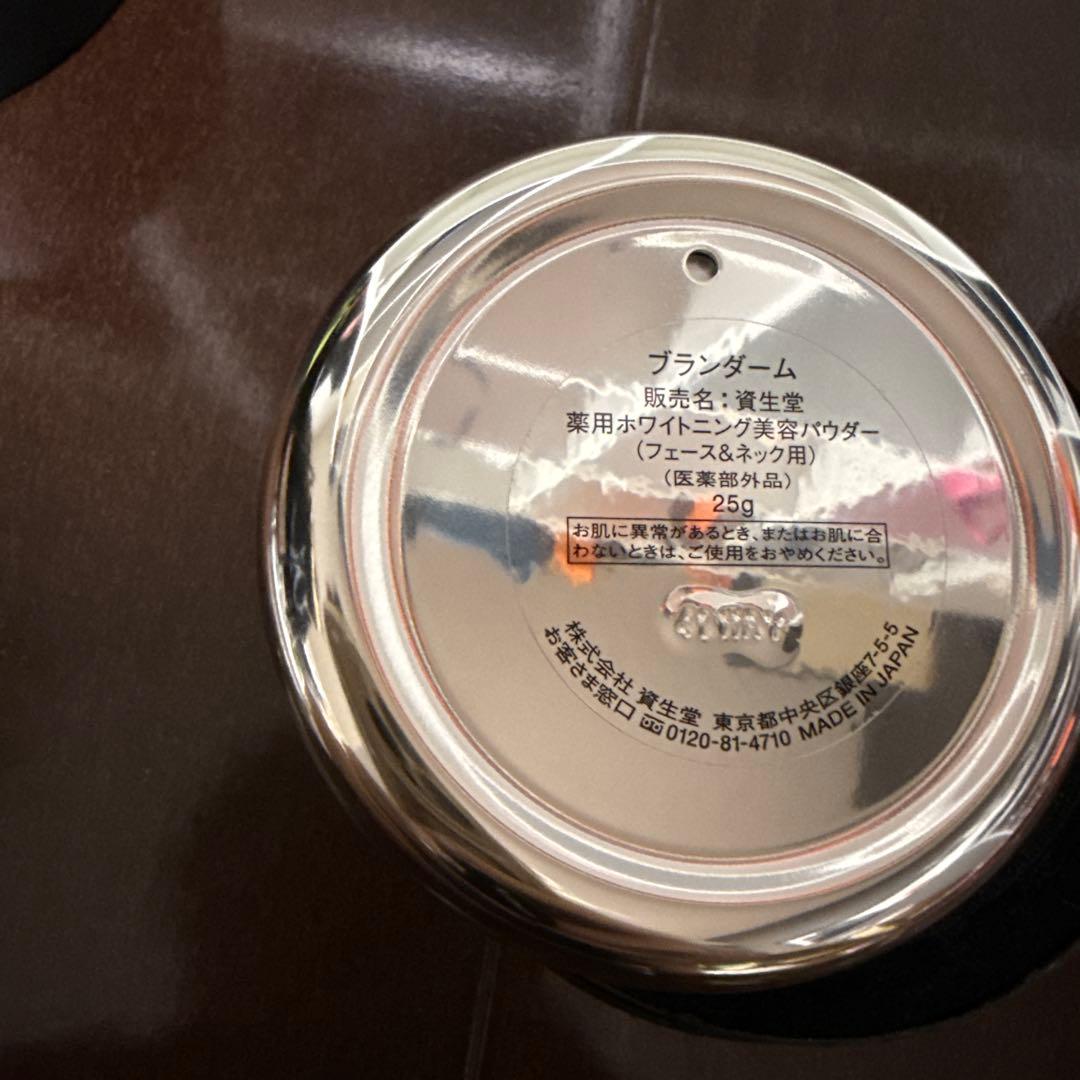 ブランダーム
販売名：資生堂
薬用ホワイトニング美容パウダー
（フェース&ネック用）
（医薬部外品）
25g
お肌に異常があるとき、またはお肌に合
わないときは、ご使用をおやめください。
株式会社 資生堂 東京都中央区銀座7-5-5
お客さま窓口 0120-81-4710 MADE IN JAPAN